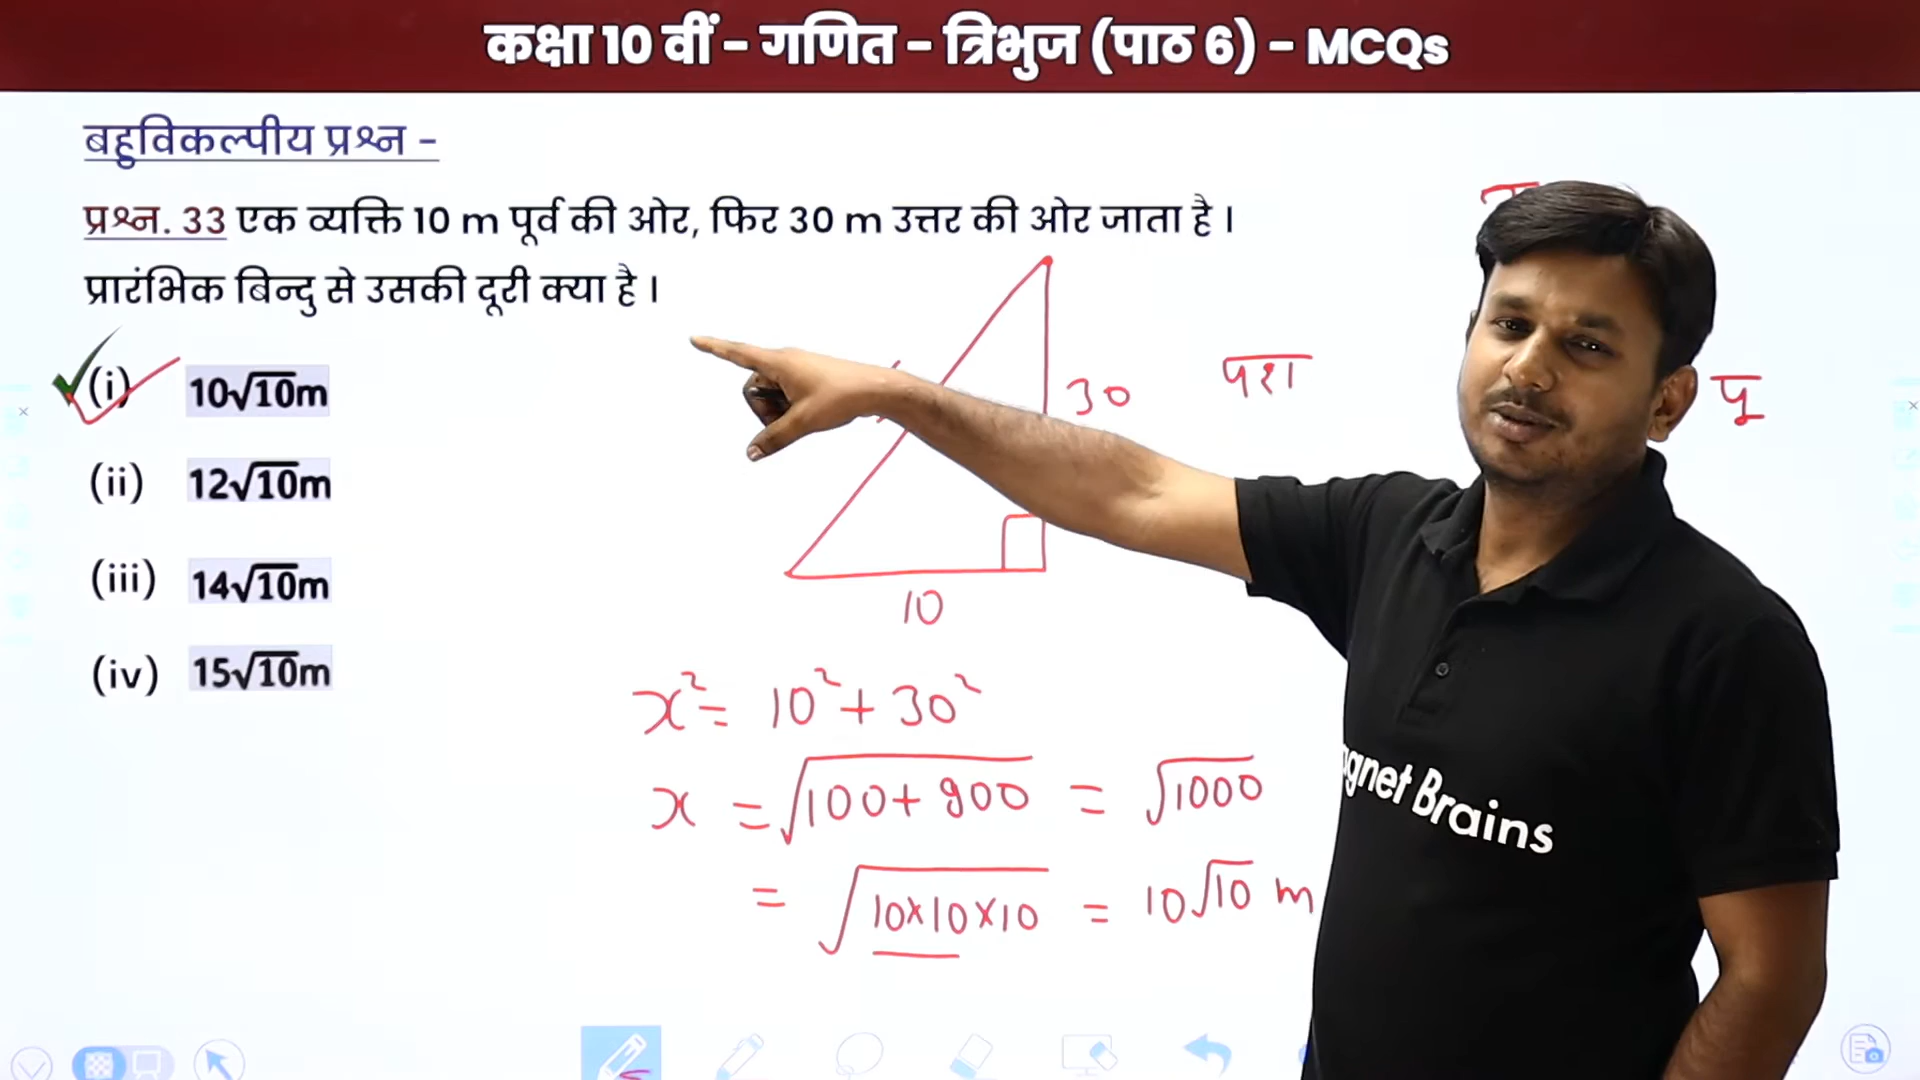 कक्षा 10 वीं - गणित - त्रिभुज (पाठ 6) - MCQs
बहुविकल्पीय प्रश्न -
प्रश्न. 33 एक व्यक्ति 10 m पूर्व की ओर, फिर 30 m उत्तर की ओर जाता है ।
प्रारंभिक बिन्दु से उसकी दूरी क्या है ।
(i) 10√10m
(ii) 12√10m
(iii) 14√10m
(iv) 15√10m
30
10
पू
x² = 10² + 30²
x = √100+900 = √1000
= √10×10×10 = 10√10 m
gnet Brains